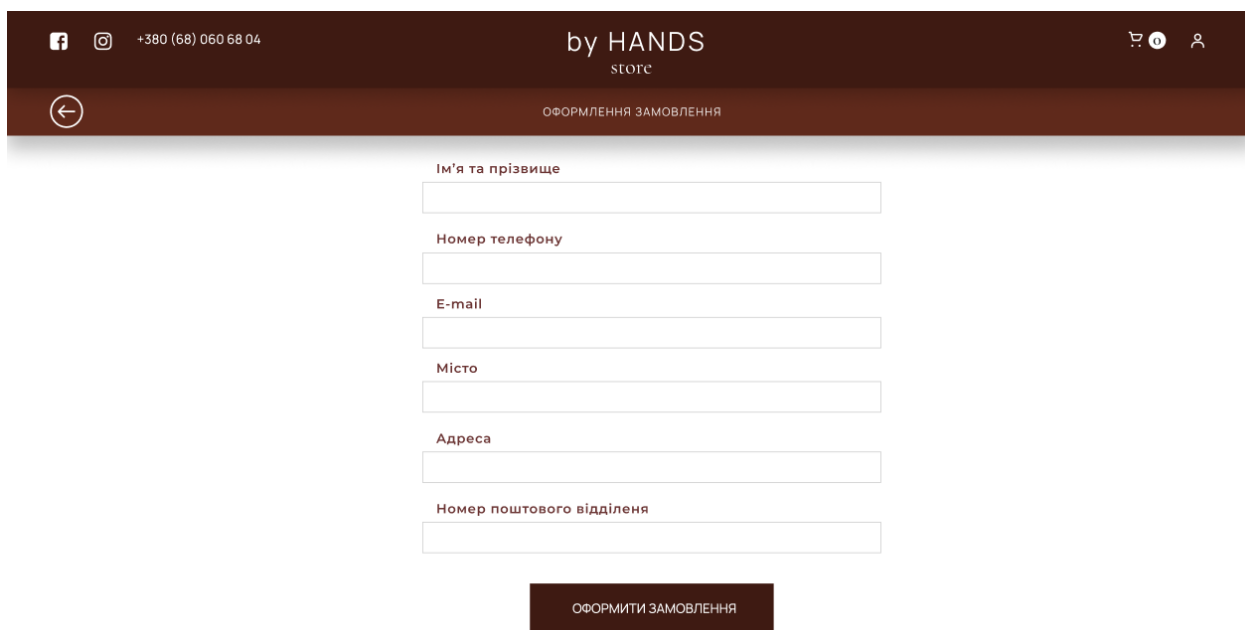 +380 (68) 060 68 04
by HANDS
store
0
ОФОРМЛЕННЯ ЗАМОВЛЕННЯ
Ім’я та прізвище
Номер телефону
E-mail
Місто
Адреса
Номер поштового відділеня
ОФОРМИТИ ЗАМОВЛЕННЯ